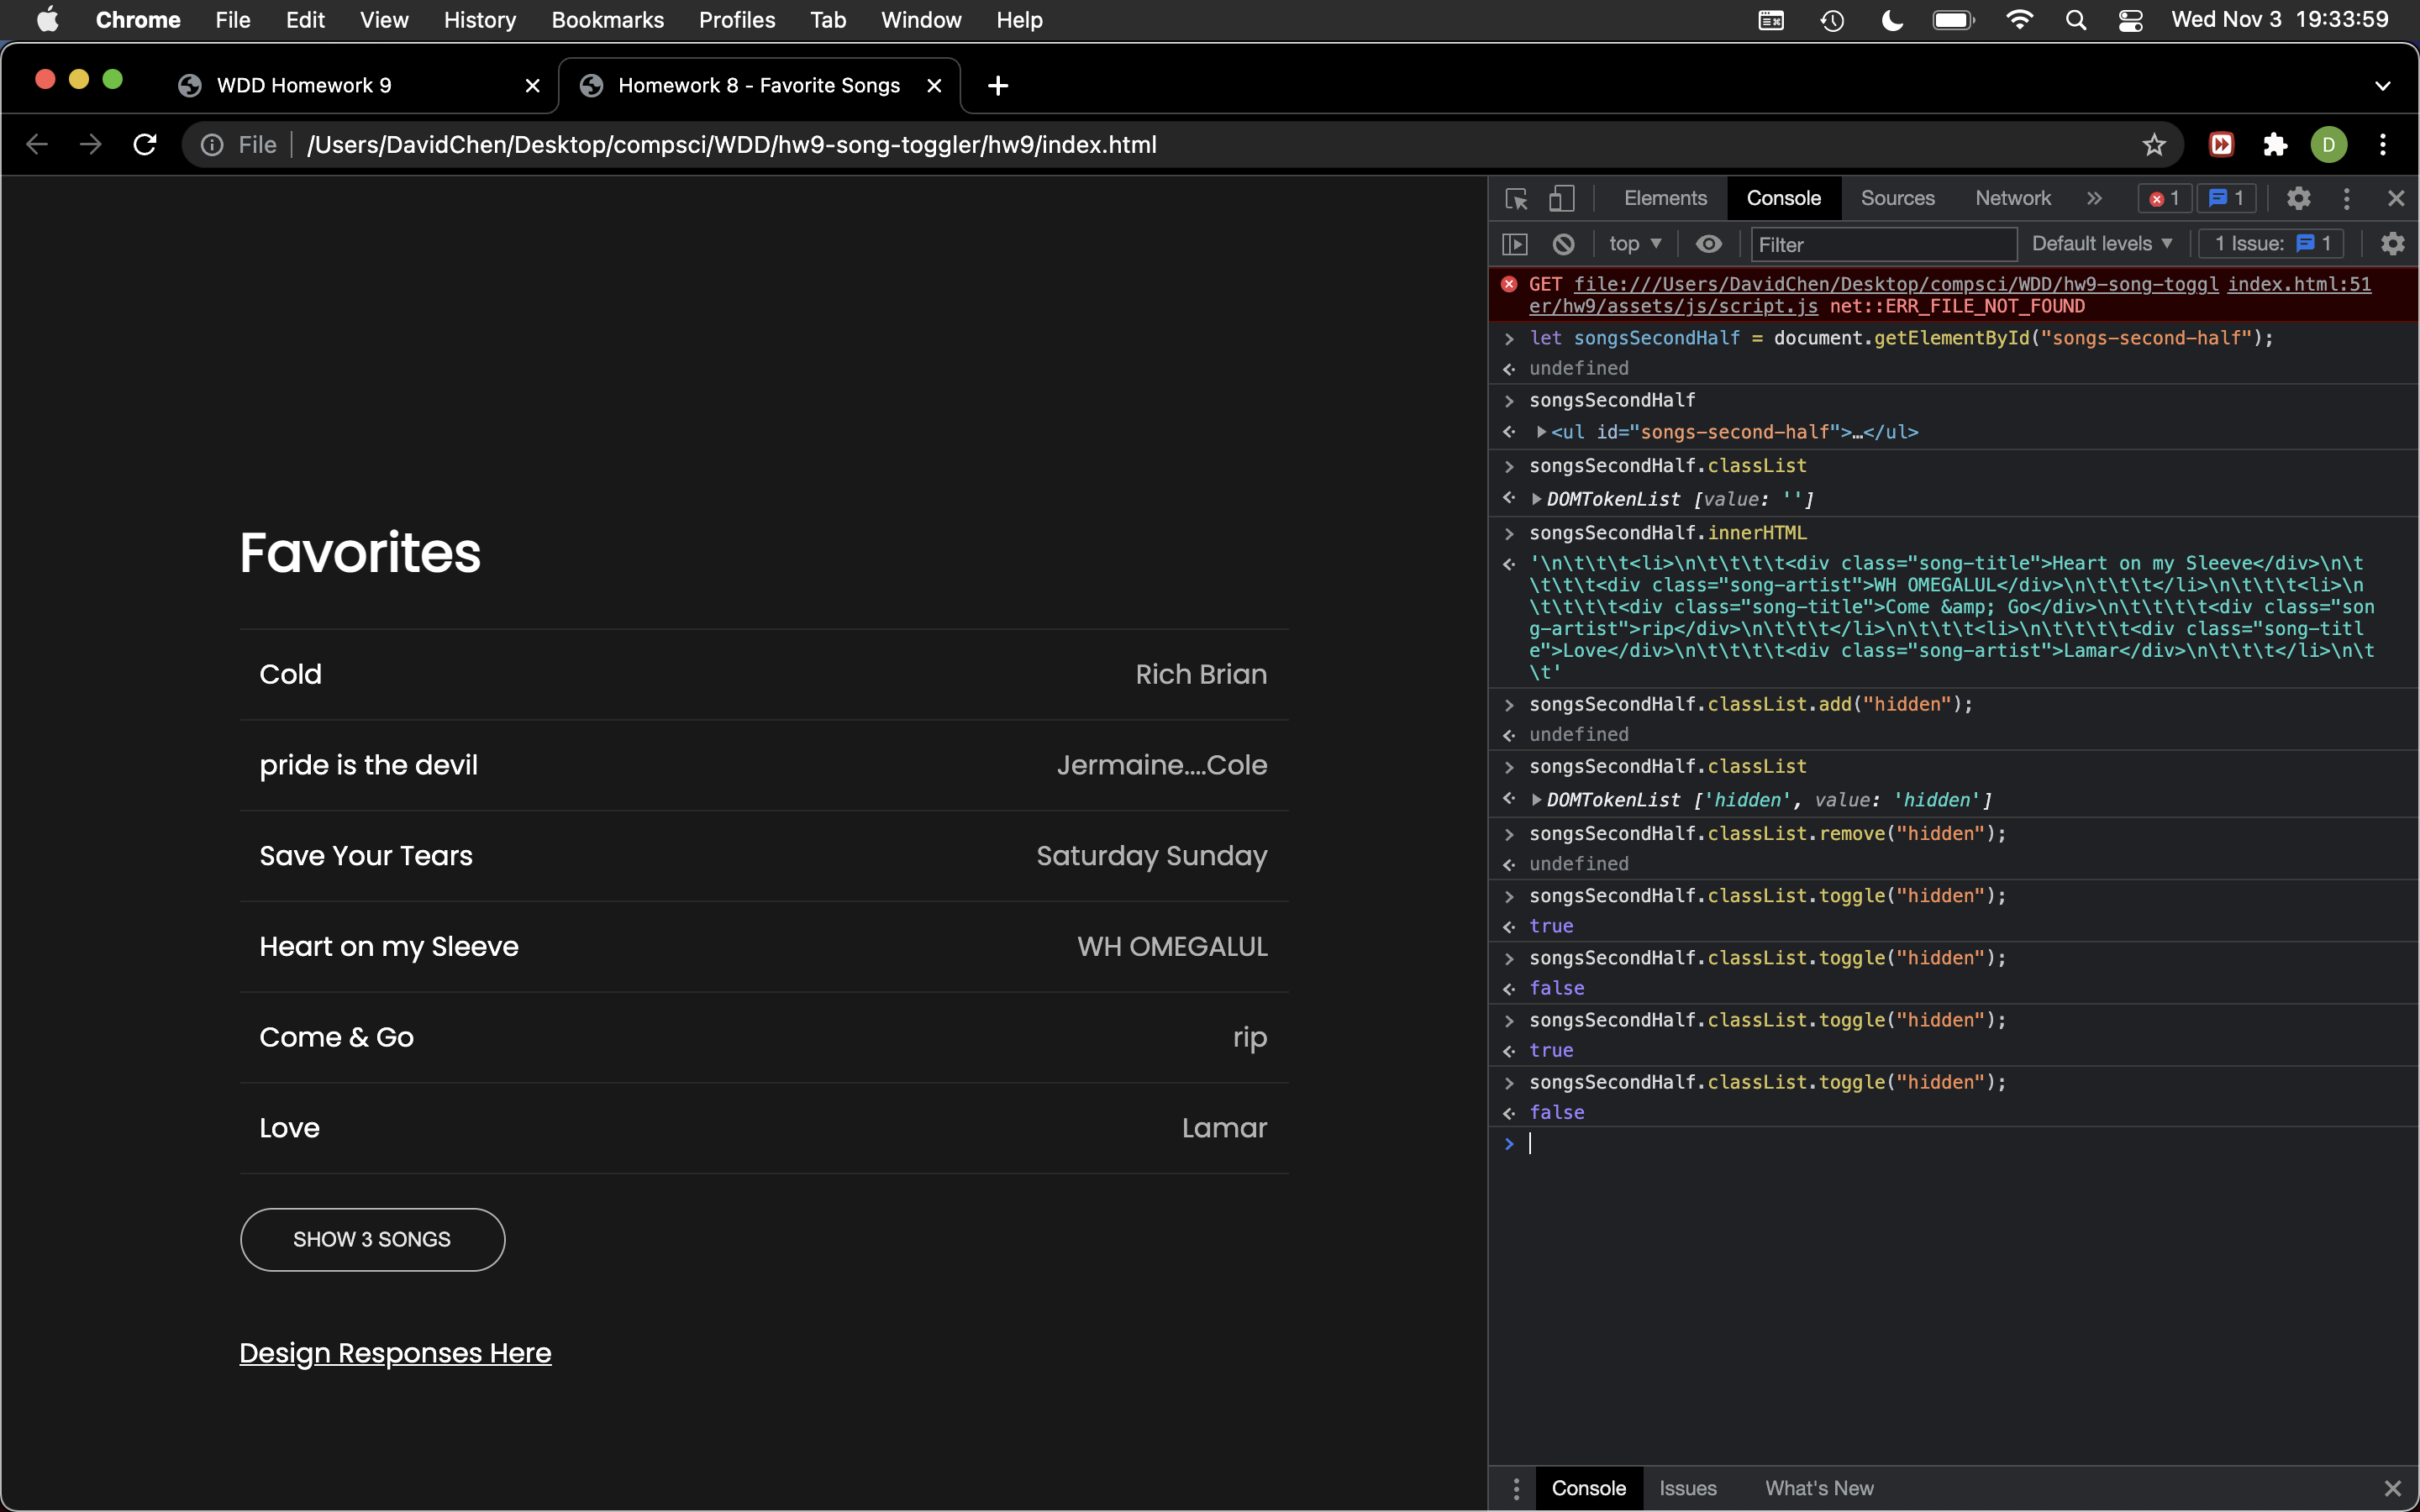 Chrome File Edit View History Bookmarks Profiles Tab Window Help Wed Nov 3 19:33:59
WDD Homework 9 Homework 8 - Favorite Songs
File /Users/DavidChen/Desktop/compsci/WDD/hw9-song-toggler/hw9/index.html D
Favorites
Cold Rich Brian
pride is the devil Jermaine....Cole
Save Your Tears Saturday Sunday
Heart on my Sleeve WH OMEGALUL
Come & Go rip
Love Lamar
SHOW 3 SONGS
Design Responses Here
Elements Console Sources Network 1 1
top Filter Default levels 1 Issue: 1
GET file:///Users/DavidChen/Desktop/compsci/WDD/hw9-song-toggl index.html:51
er/hw9/assets/js/script.js net::ERR_FILE_NOT_FOUND
let songsSecondHalf = document.getElementById("songs-second-half");
undefined
songsSecondHalf
<ul id="songs-second-half">…</ul>
songsSecondHalf.classList
DOMTokenList [value: '']
songsSecondHalf.innerHTML
'\n\t\t\t\t<li>\n\t\t\t\t\t<div class="song-title">Heart on my Sleeve</div>\n\t
\t\t\t\t<div class="song-artist">WH OMEGALUL</div>\n\t\t\t\t</li>\n\t\t\t\t<li>\n
\t\t\t\t\t<div class="song-title">Come &amp; Go</div>\n\t\t\t\t\t<div class="son
g-artist">rip</div>\n\t\t\t\t</li>\n\t\t\t\t<li>\n\t\t\t\t\t<div class="song-titl
e">Love</div>\n\t\t\t\t\t<div class="song-artist">Lamar</div>\n\t\t\t\t</li>\n\t\t
\t'
songsSecondHalf.classList.add("hidden");
undefined
songsSecondHalf.classList
DOMTokenList ['hidden', value: 'hidden']
songsSecondHalf.classList.remove("hidden");
undefined
songsSecondHalf.classList.toggle("hidden");
true
songsSecondHalf.classList.toggle("hidden");
false
songsSecondHalf.classList.toggle("hidden");
true
songsSecondHalf.classList.toggle("hidden");
false
Console Issues What's New